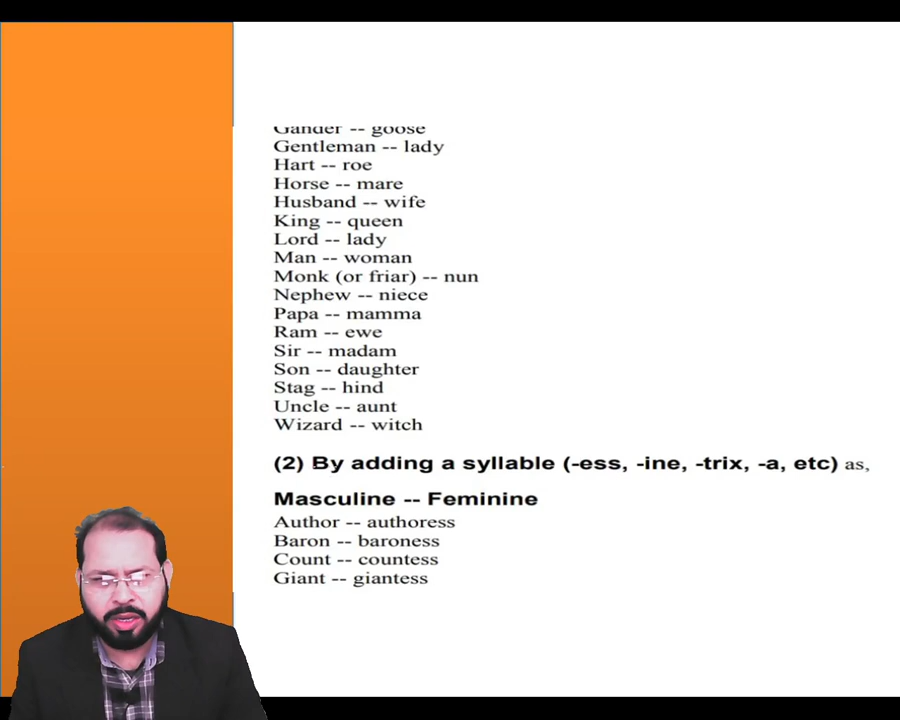 Gander -- goose
Gentleman -- lady
Hart -- roe
Horse -- mare
Husband -- wife
King -- queen
Lord -- lady
Man -- woman
Monk (or friar) -- nun
Nephew -- niece
Papa -- mamma
Ram -- ewe
Sir -- madam
Son -- daughter
Stag -- hind
Uncle -- aunt
Wizard -- witch
(2) By adding a syllable (-ess, -ine, -trix, -a, etc) as,
Masculine -- Feminine
Author -- authoress
Baron -- baroness
Count -- countess
Giant -- giantess